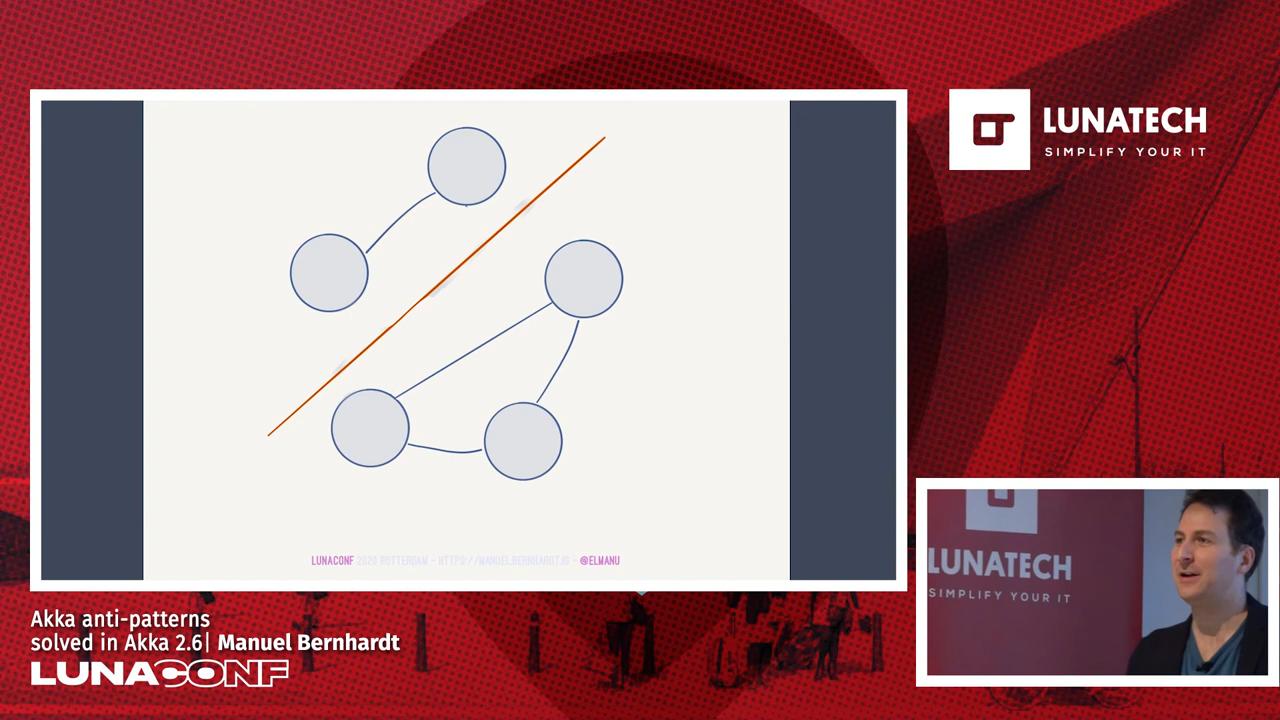 LUNATECH
SIMPLIFY YOUR IT
LUNACONF 2020 ROTTERDAM - HTTP://MANUEL.BERNHARDT.IO - @ELMANU
LUNATECH
SIMPLIFY YOUR IT
Akka anti-patterns
solved in Akka 2.6| Manuel Bernhardt
LUNACONF